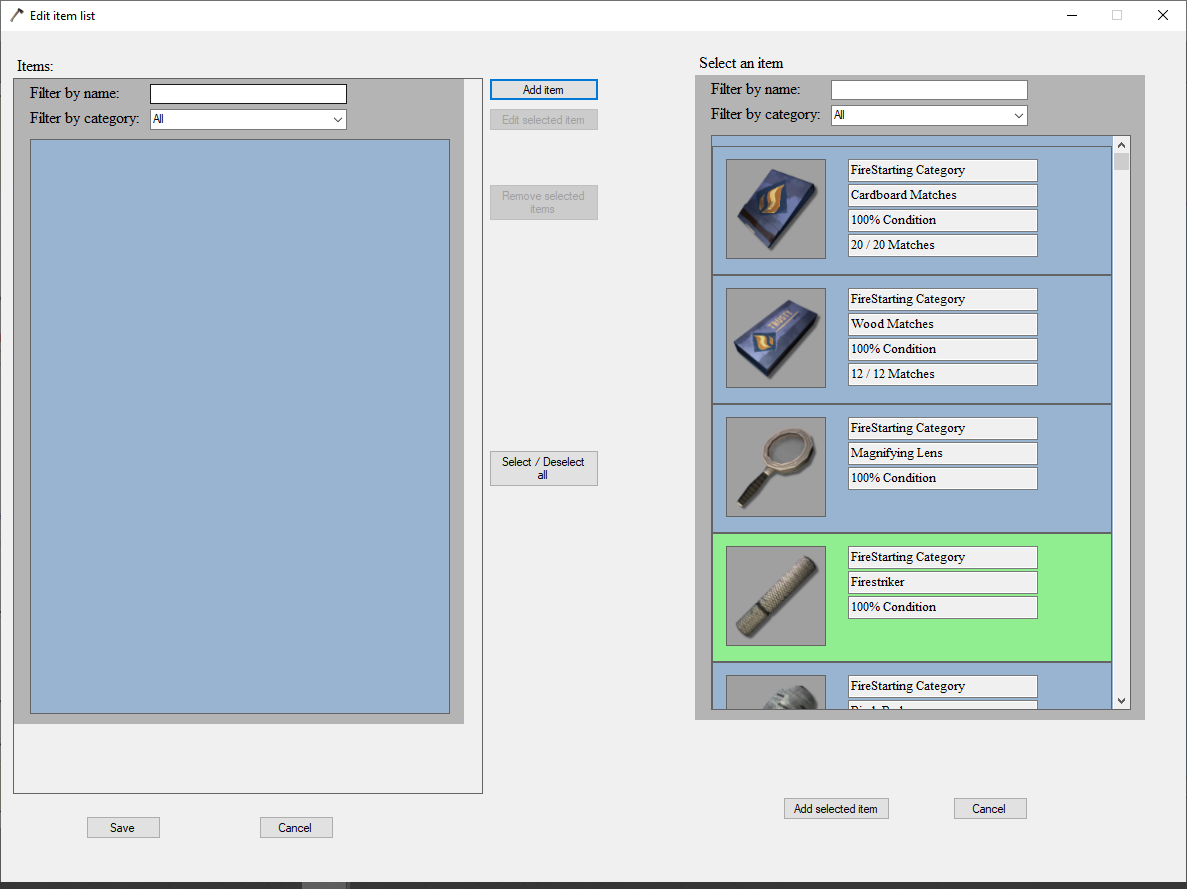 Edit item list
Items:
Filter by name:
Filter by category:
All
Add item
Edit selected item
Remove selected
items
Select / Deselect
all
Save
Cancel
Select an item
Filter by name:
Filter by category:
All
FireStarting Category
Cardboard Matches
100% Condition
20 / 20 Matches
TRUSTY
FireStarting Category
Wood Matches
100% Condition
12 / 12 Matches
FireStarting Category
Magnifying Lens
100% Condition
FireStarting Category
Firestriker
100% Condition
FireStarting Category
Add selected item
Cancel